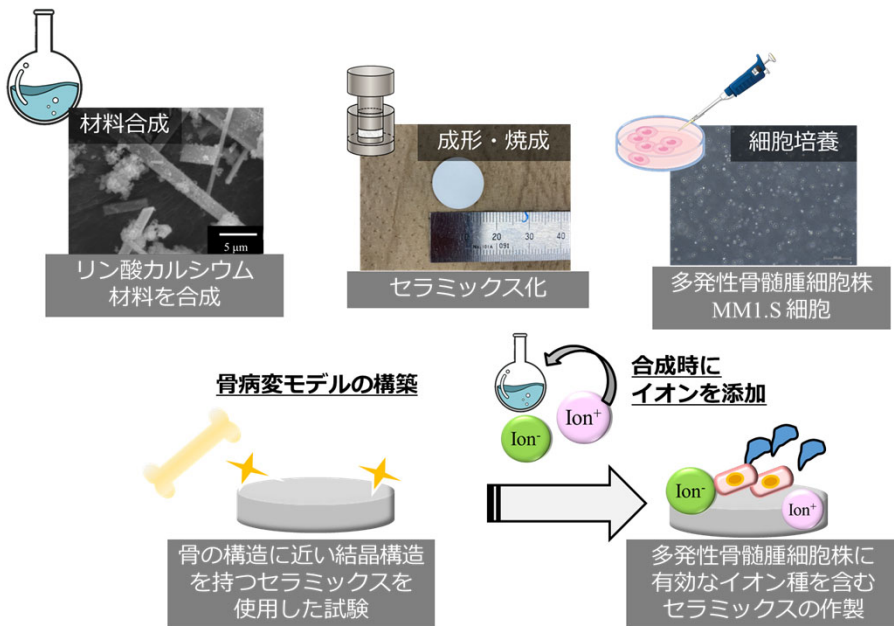 材料合成
5 µm
リン酸カルシウム
材料を合成
成形・焼成
20 30 40
セラミックス化
細胞培養
多発性骨髄腫細胞株
MM1.S 細胞
骨病変モデルの構築
合成時に
イオンを添加
Ion⁻
Ion⁺
骨の構造に近い結晶構造
を持つセラミックスを
使用した試験
Ion⁻
Ion⁺
多発性骨髄腫細胞株に
有効なイオン種を含む
セラミックスの作製